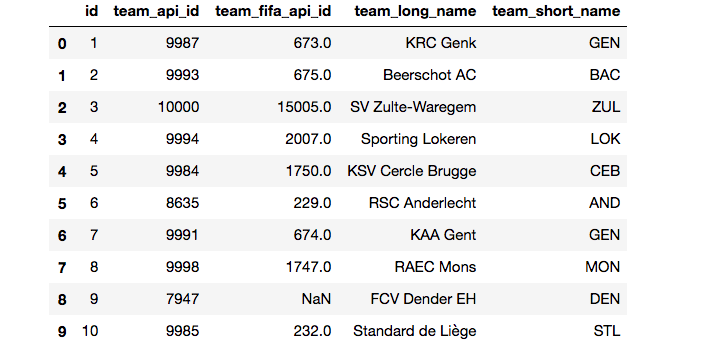 id team_api_id team_fifa_api_id team_long_name team_short_name
0 1 9987 673.0 KRC Genk GEN
1 2 9993 675.0 Beerschot AC BAC
2 3 10000 15005.0 SV Zulte-Waregem ZUL
3 4 9994 2007.0 Sporting Lokeren LOK
4 5 9984 1750.0 KSV Cercle Brugge CEB
5 6 8635 229.0 RSC Anderlecht AND
6 7 9991 674.0 KAA Gent GEN
7 8 9998 1747.0 RAEC Mons MON
8 9 7947 NaN FCV Dender EH DEN
9 10 9985 232.0 Standard de Liège STL